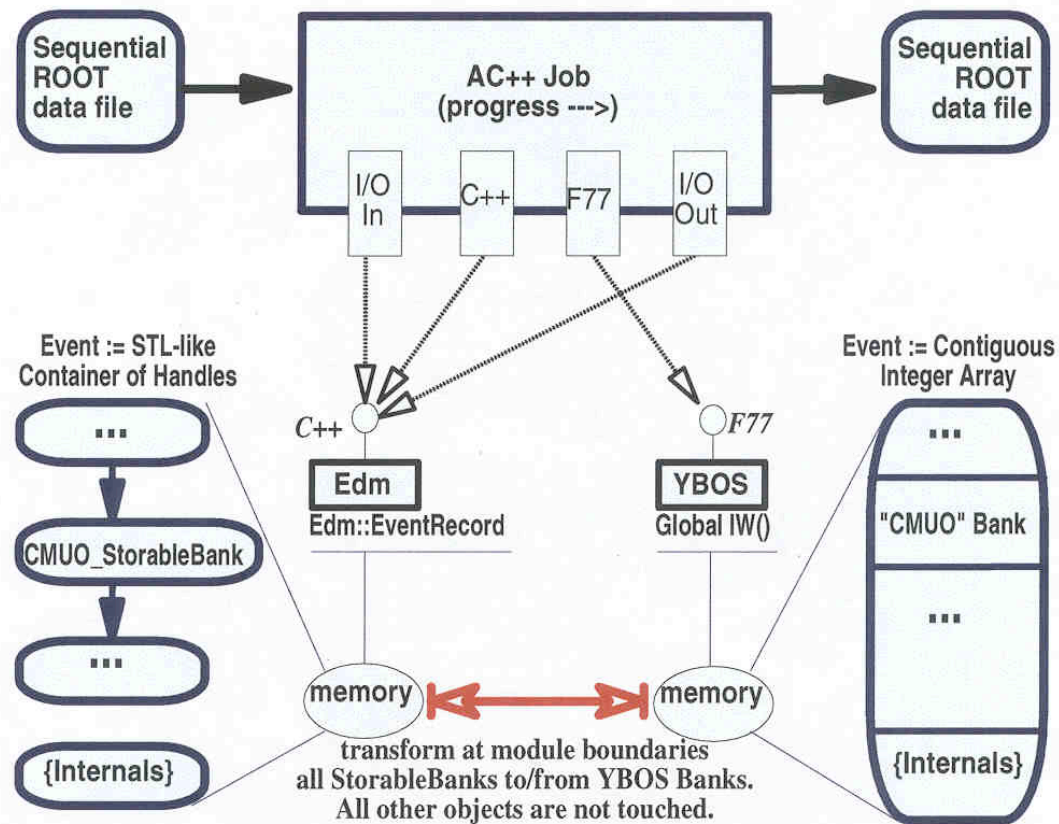 Sequential
ROOT
data file
AC++ Job
(progress --->)
Sequential
ROOT
data file
I/O
In
C++
F77
I/O
Out
Event := STL-like
Container of Handles
Event := Contiguous
Integer Array
...
CMUO_StorableBank
...
{Internals}
C++
Edm
Edm::EventRecord
F77
YBOS
Global IW()
...
"CMUO" Bank
...
{Internals}
memory
memory
transform at module boundaries
all StorableBanks to/from YBOS Banks.
All other objects are not touched.